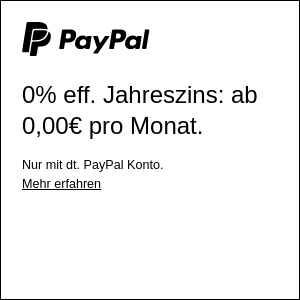 PayPal
0% eff. Jahreszins: ab
0,00€ pro Monat.
Nur mit dt. PayPal Konto.
Mehr erfahren